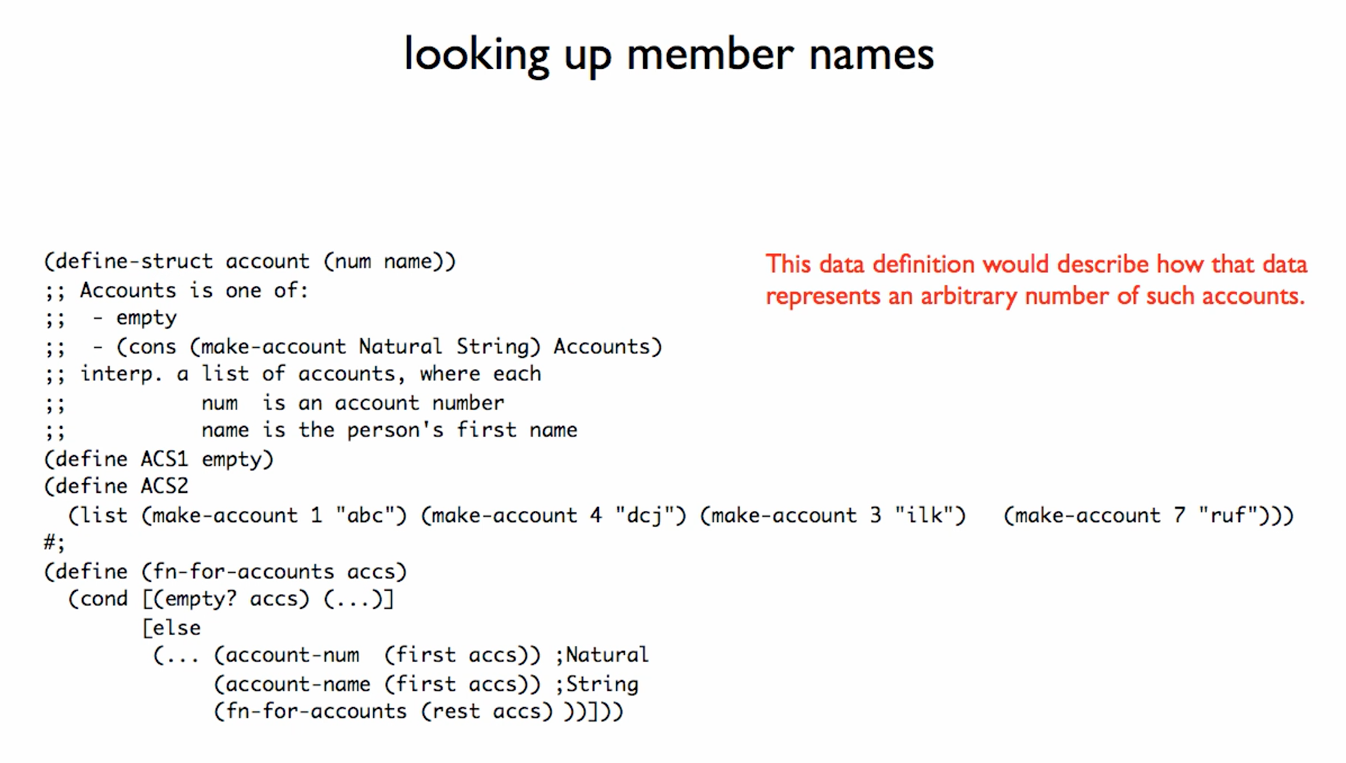 looking up member names
(define-struct account (num name))
;; Accounts is one of:
;;  - empty
;;  - (cons (make-account Natural String) Accounts)
;; interp. a list of accounts, where each
;;           num  is an account number
;;           name is the person's first name
(define ACS1 empty)
(define ACS2
  (list (make-account 1 "abc") (make-account 4 "dcj") (make-account 3 "ilk")   (make-account 7 "ruf")))
#;
(define (fn-for-accounts accs)
  (cond [(empty? accs) (...)]
        [else
         (... (account-num  (first accs)) ;Natural
              (account-name (first accs)) ;String
              (fn-for-accounts (rest accs) ))]))
This data definition would describe how that data
represents an arbitrary number of such accounts.